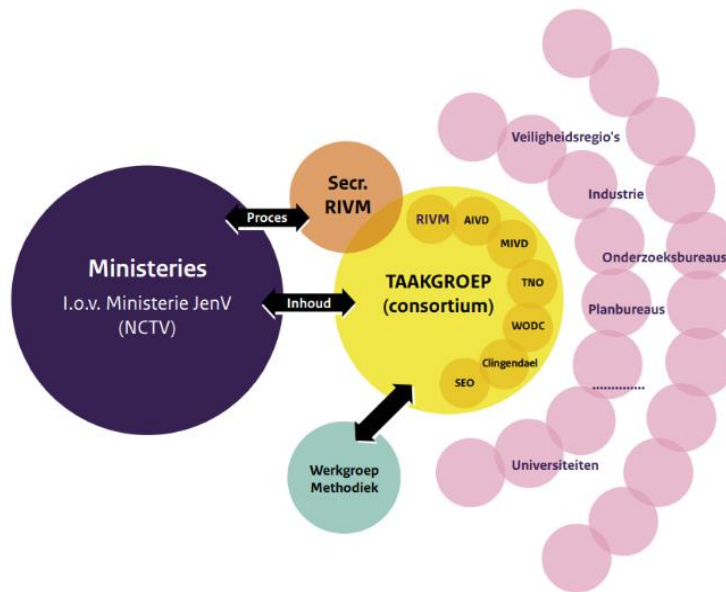 Veiligheidsregio's
Secr.
RIVM
Industrie
Proces
RIVM
AIVD
MIVD
Ministeries
TAAKGROEP
(consortium)
Onderzoeksbureaus
TNO
I.o.v. Ministerie JenV
(NCTV)
Inhoud
Planbureaus
WODC
Clingendael
SEO
..............
Werkgroep
Methodiek
Universiteiten